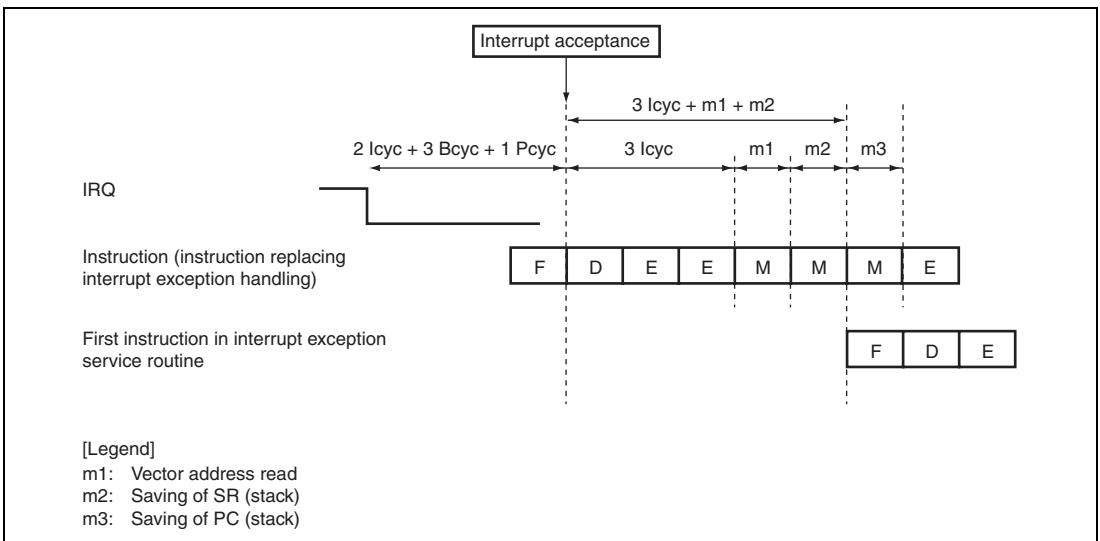 Interrupt acceptance
3 Icyc + m1 + m2
2 Icyc + 3 Bcyc + 1 Pcyc
3 Icyc
m1
m2
m3
IRQ
Instruction (instruction replacing
interrupt exception handling)
F D E E M M M E
First instruction in interrupt exception
service routine
F D E
[Legend]
m1: Vector address read
m2: Saving of SR (stack)
m3: Saving of PC (stack)